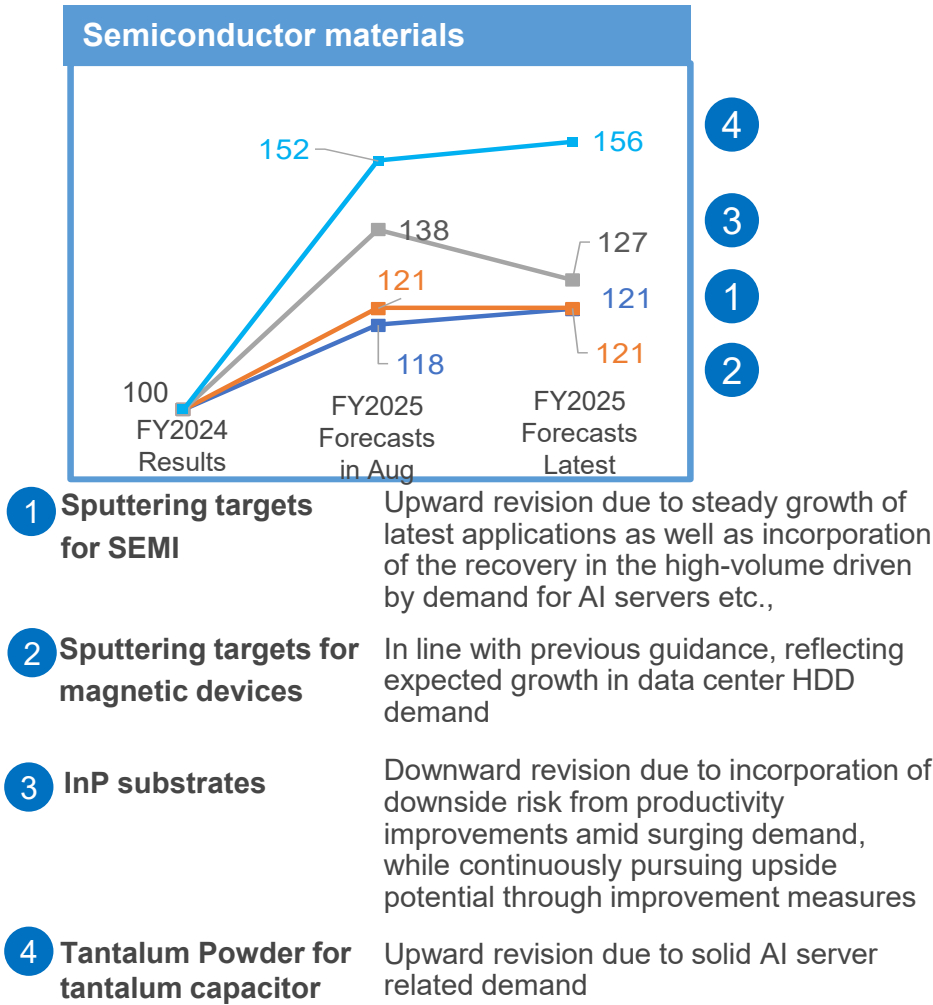 Semiconductor materials
152
156
4
138
127
3
121
121
1
118
121
2
100
FY2024
Results
FY2025
Forecasts
in Aug
FY2025
Forecasts
Latest
1 Sputtering targets
for SEMI
Upward revision due to steady growth of
latest applications as well as incorporation
of the recovery in the high-volume driven
by demand for AI servers etc.,
2 Sputtering targets for
magnetic devices
In line with previous guidance, reflecting
expected growth in data center HDD
demand
3 InP substrates
Downward revision due to incorporation of
downside risk from productivity
improvements amid surging demand,
while continuously pursuing upside
potential through improvement measures
4 Tantalum Powder for
tantalum capacitor
Upward revision due to solid AI server
related demand